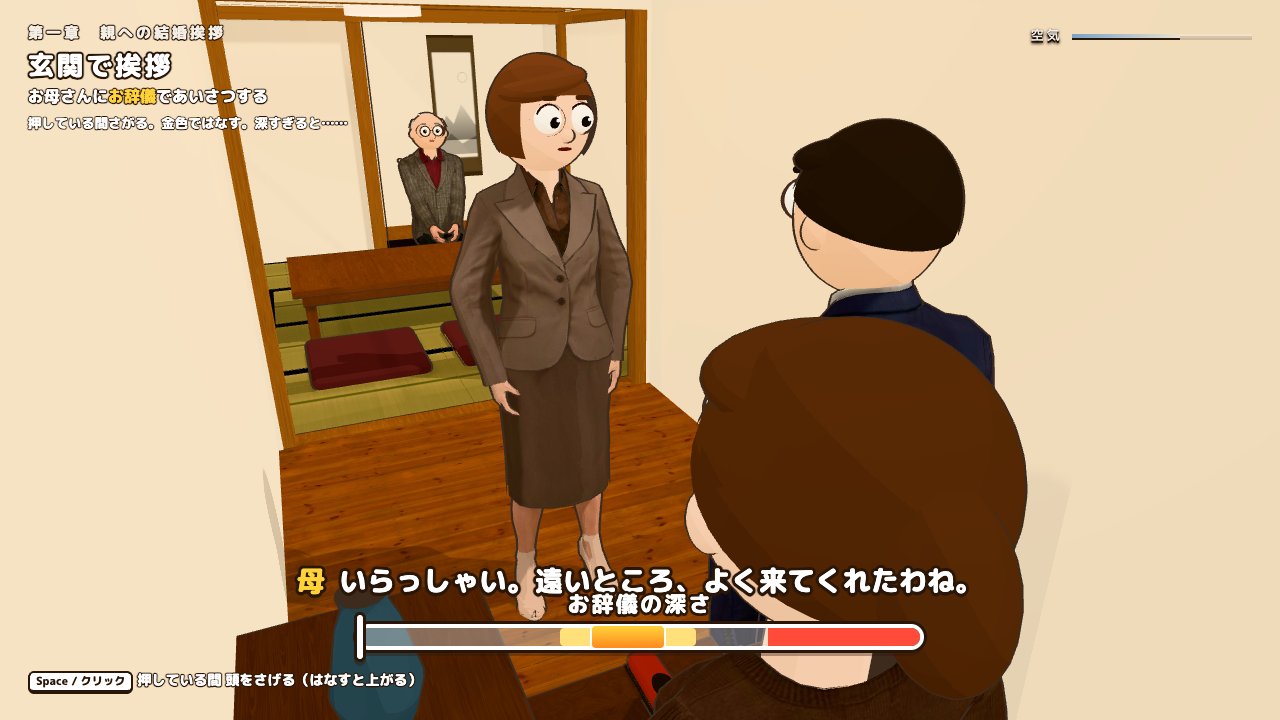 第一章 親への結婚挨拶
玄関で挨拶
お母さんにお辞儀であいさつする
押している間さがる。金色ではなす。深すぎると……
空気
母 いらっしゃい。遠いところ、よく来てくれたわね。
お辞儀の深さ
Space / クリック 押している間 頭をさげる（はなすと上がる）